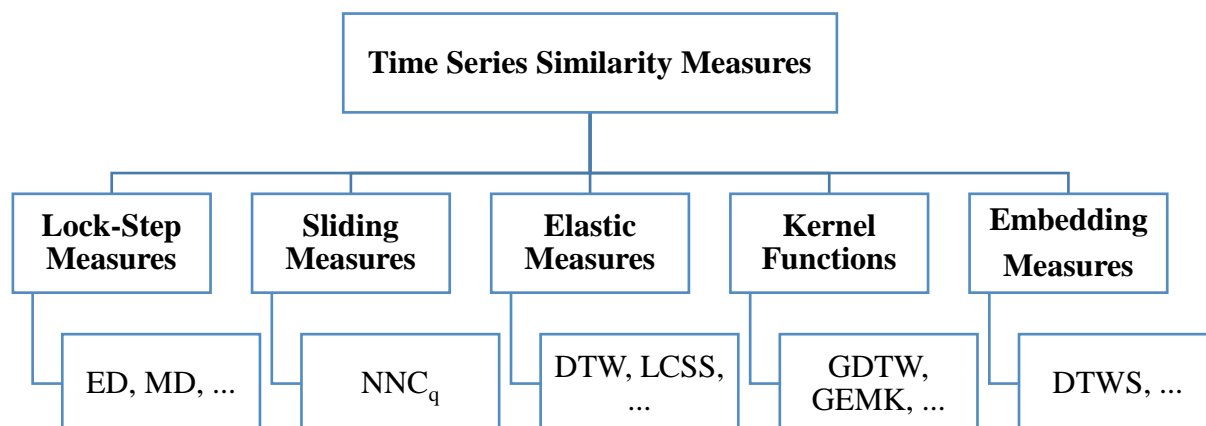 Time Series Similarity Measures
Lock-Step
Measures
Sliding
Measures
Elastic
Measures
Kernel
Functions
Embedding
Measures
ED, MD, ...
NNCq
DTW, LCSS,
...
GDTW,
GEMK, ...
DTWS, ...